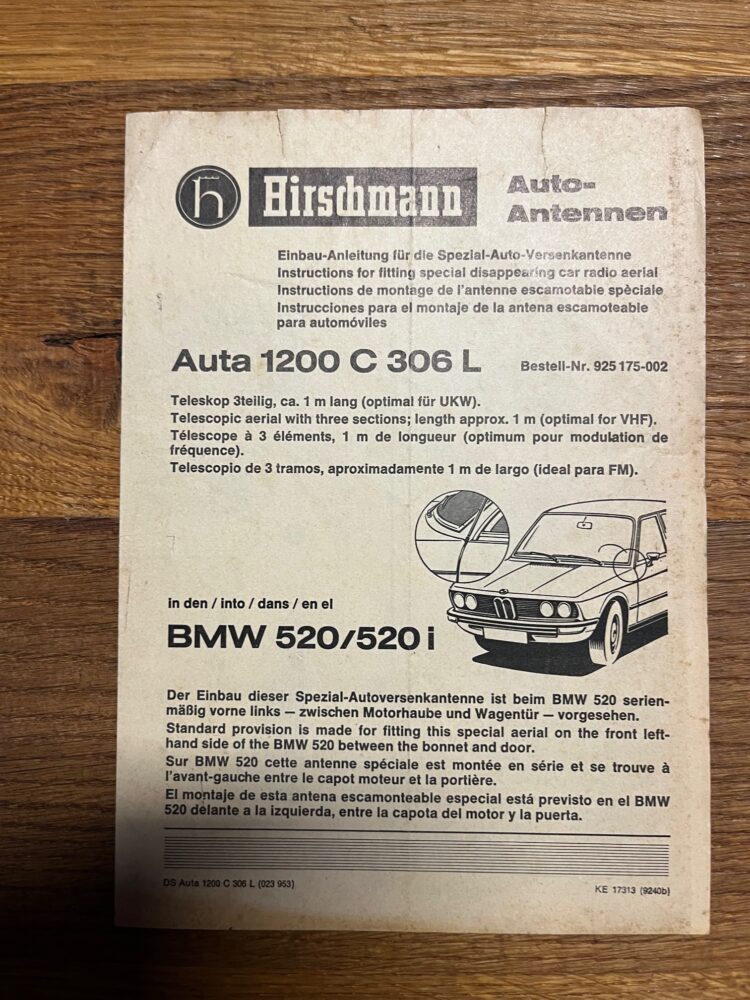 h Hirschmann Auto-
Antennen
Einbau-Anleitung für die Spezial-Auto-Versenkantenne
Instructions for fitting special disappearing car radio aerial
Instructions de montage de l'antenne escamotable spèciale
Instrucciones para el montaje de la antena escamoteable
para automóviles
Auta 1200 C 306 L Bestell-Nr. 925 175-002
Teleskop 3teilig, ca. 1 m lang (optimal für UKW).
Telescopic aerial with three sections; length approx. 1 m (optimal for VHF).
Télescope à 3 éléments, 1 m de longueur (optimum pour modulation de
fréquence).
Telescopio de 3 tramos, aproximadamente 1 m de largo (ideal para FM).
in den / into / dans / en el
BMW 520/520 i
Der Einbau dieser Spezial-Autoversenkantenne ist beim BMW 520 serien-
mäßig vorne links — zwischen Motorhaube und Wagentür — vorgesehen.
Standard provision is made for fitting this special aerial on the front left-
hand side of the BMW 520 between the bonnet and door.
Sur BMW 520 cette antenne spéciale est montée en série et se trouve à
l'avant-gauche entre le capot moteur et la portière.
El montaje de esta antena escamonteable especial está previsto en el BMW
520 delante a la izquierda, entre la capota del motor y la puerta.
DS Auta 1200 C 306 L (023 953) KE 17313 (9240b)